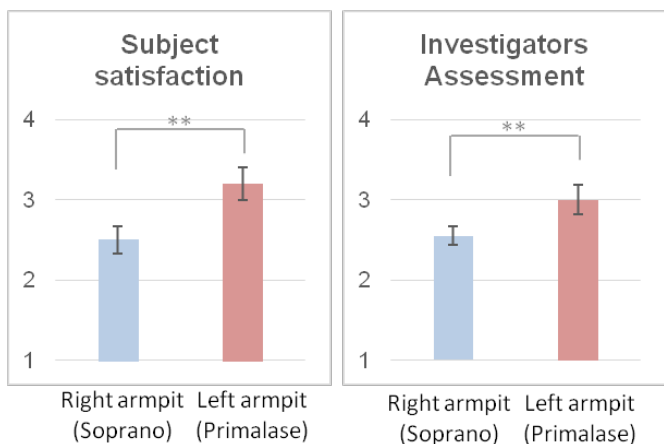 Subject
satisfaction
4
**
3
2
1
Right armpit
(Soprano)
Left armpit
(Primalase)
Investigators
Assessment
4
**
3
2
1
Right armpit
(Soprano)
Left armpit
(Primalase)